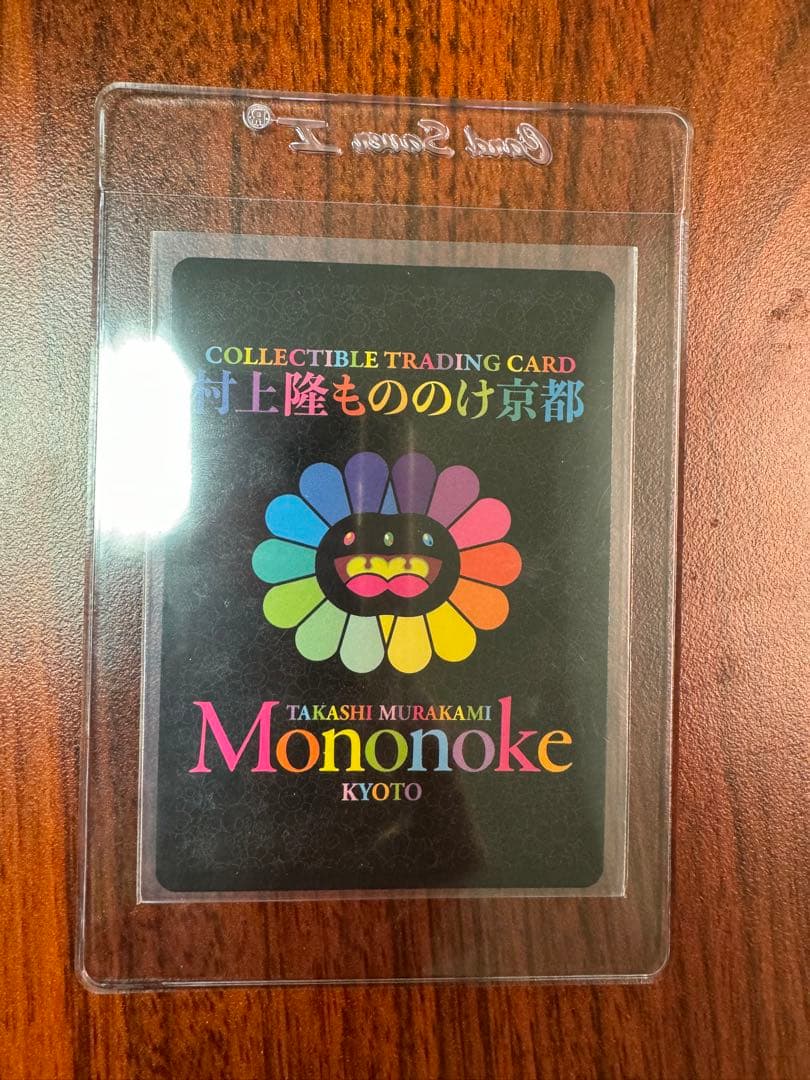 Card Saver I
COLLECTIBLE TRADING CARD
村上隆もののけ京都
TAKASHI MURAKAMI
Mononoke
KYOTO